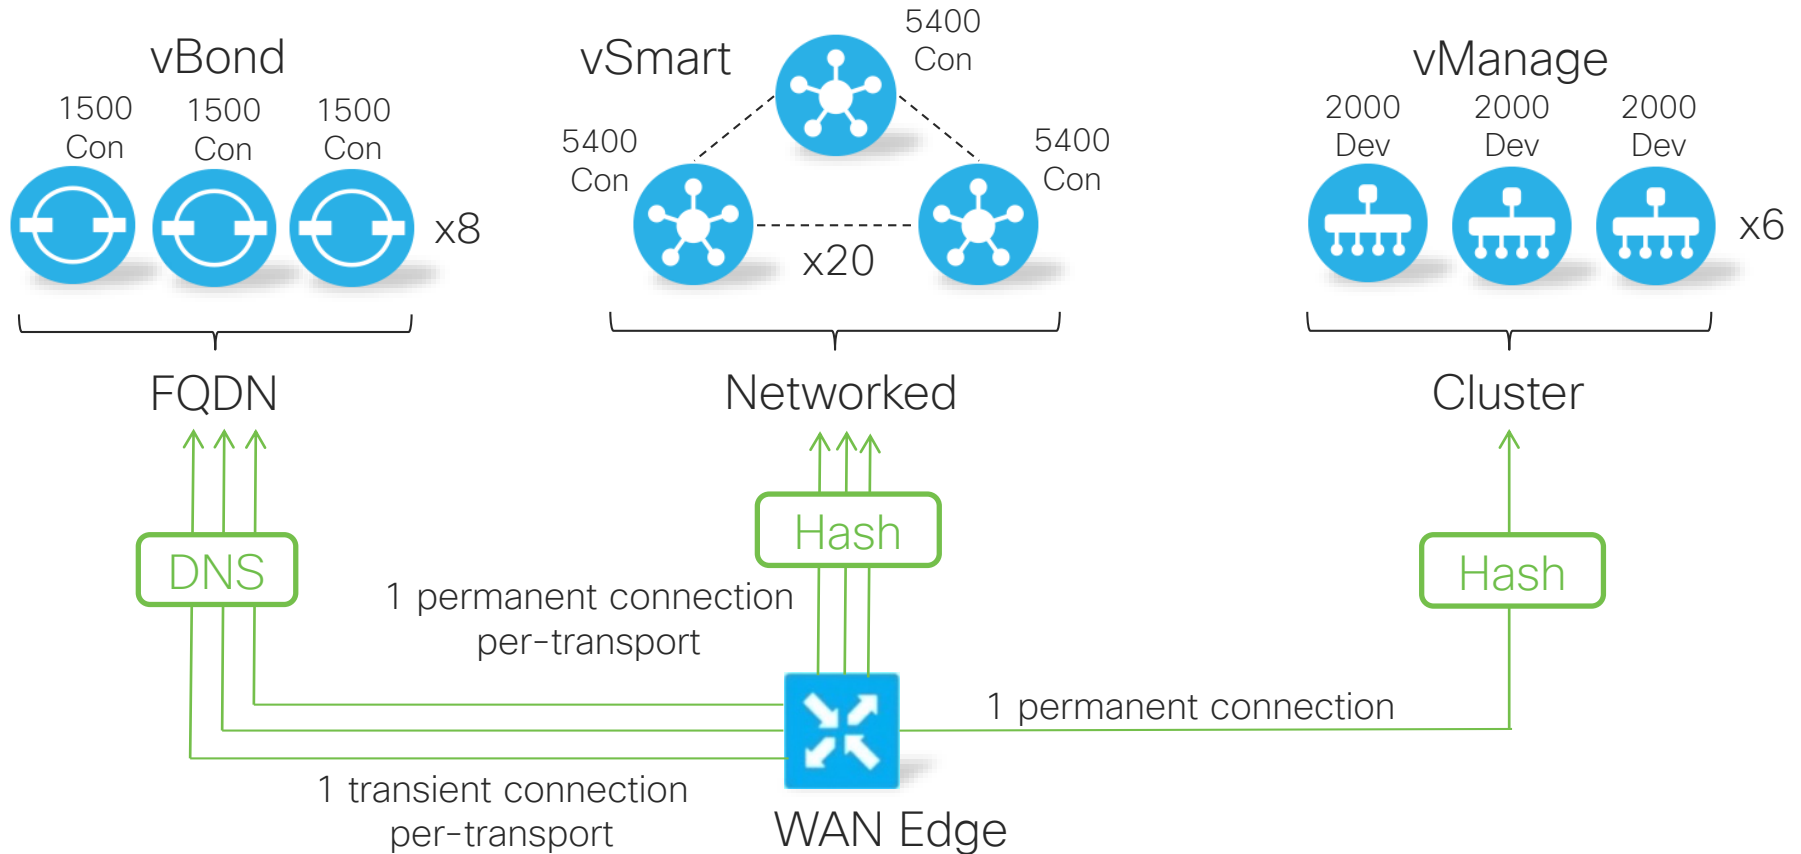 vBond
1500
Con
1500
Con
1500
Con
x8
vSmart
5400
Con
5400
Con
5400
Con
x20
vManage
2000
Dev
2000
Dev
2000
Dev
x6
FQDN
Networked
Cluster
DNS
Hash
Hash
1 permanent connection
per-transport
1 permanent connection
1 transient connection
per-transport
WAN Edge